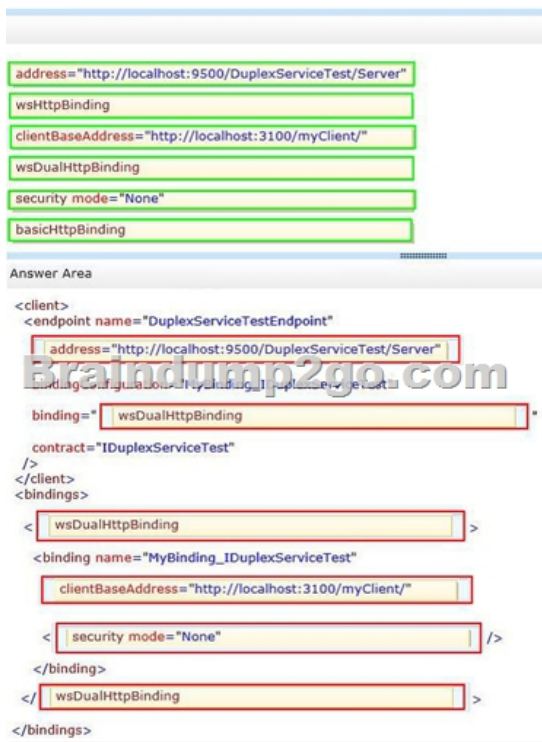 address="http://localhost:9500/DuplexServiceTest/Server"
wsHttpBinding
clientBaseAddress="http://localhost:3100/myClient/"
wsDualHttpBinding
security mode="None"
basicHttpBinding
Answer Area
<client>
<endpoint name="DuplexServiceTestEndpoint"
address="http://localhost:9500/DuplexServiceTest/Server"
Braindump2go.com
bindingConfiguration="MyBinding_IDuplexServiceTest"
binding=" wsDualHttpBinding "
contract="IDuplexServiceTest"
/>
</client>
<bindings>
< wsDualHttpBinding >
<binding name="MyBinding_IDuplexServiceTest"
clientBaseAddress="http://localhost:3100/myClient/"
< security mode="None" />
</binding>
</ wsDualHttpBinding >
</bindings>